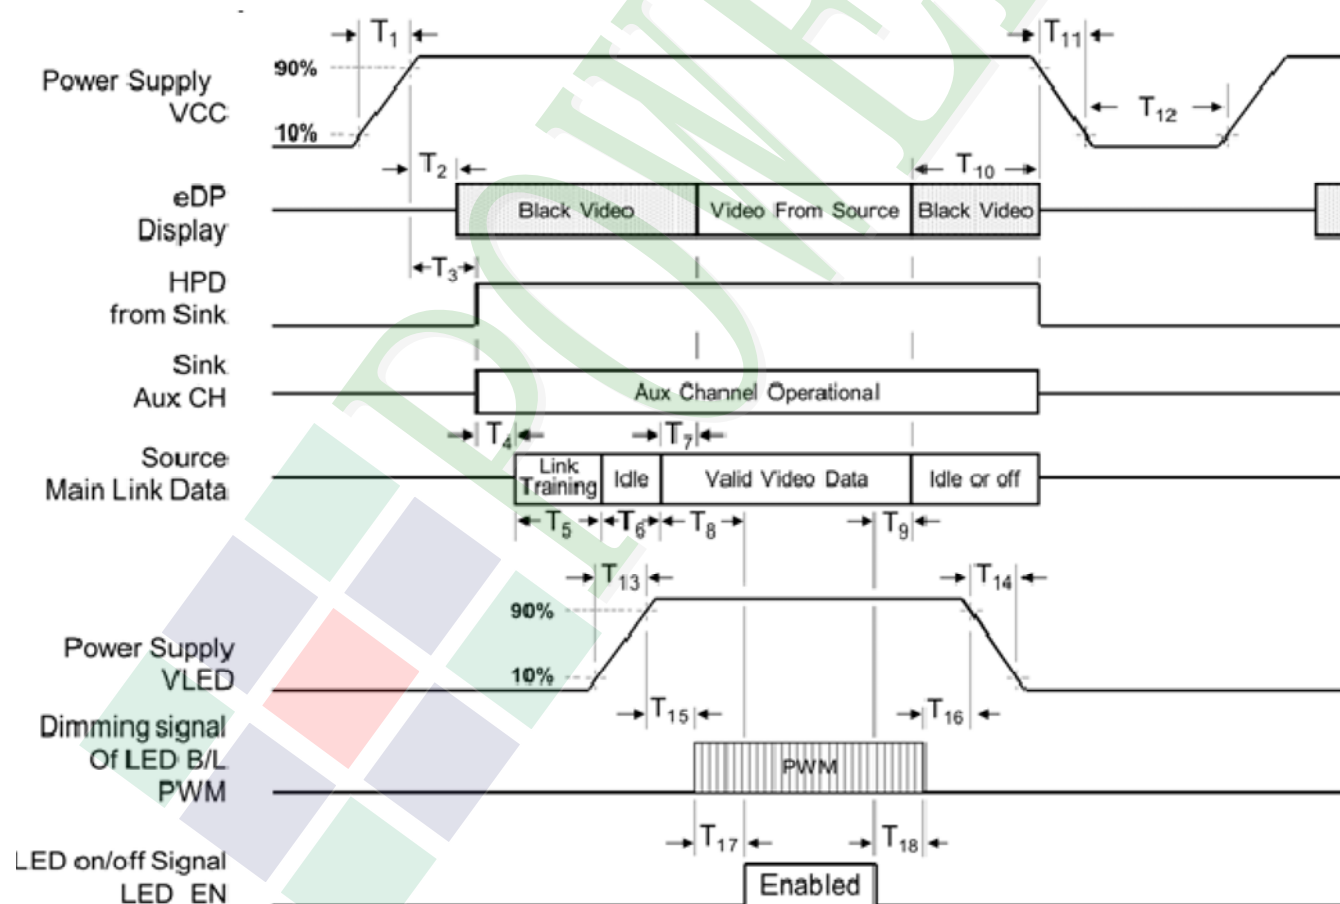 T1
T11
90%
Power Supply
VCC
T12
10%
T2
T10
eDP
Display
Black Video
Video From Source
Black Video
T3
HPD
from Sink
Sink
Aux CH
Aux Channel Operational
T4
T7
Source
Main Link Data
Link
Training
Idle
Valid Video Data
Idle or off
T5
T6
T8
T9
T13
T14
90%
Power Supply
VLED
10%
T15
T16
Dimming signal
Of LED B/L
PWM
PWM
T17
T18
LED on/off Signal
LED EN
Enabled
POWE